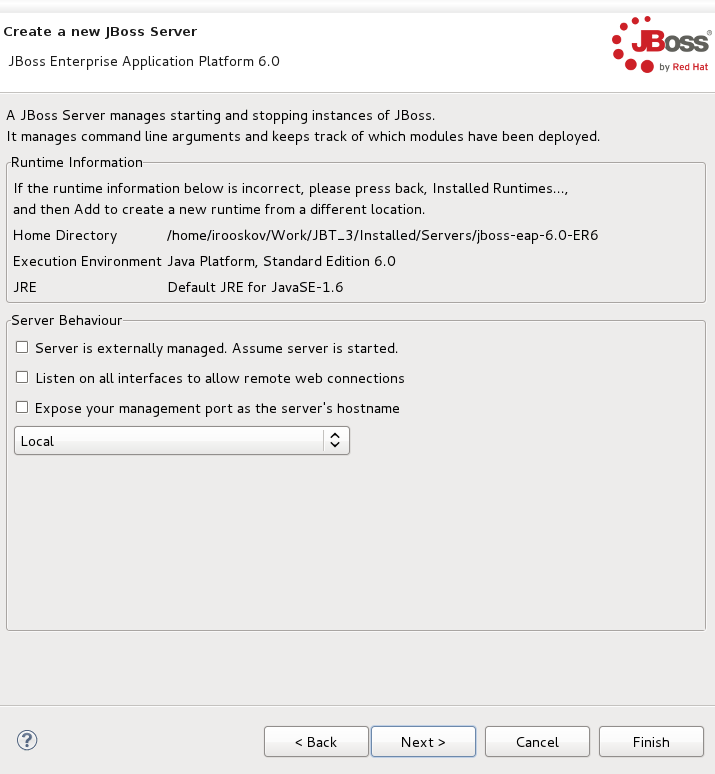 Create a new JBoss Server
JBoss Enterprise Application Platform 6.0
JBoss®
by Red Hat
A JBoss Server manages starting and stopping instances of JBoss.
It manages command line arguments and keeps track of which modules have been deployed.
Runtime Information
If the runtime information below is incorrect, please press back, Installed Runtimes...,
and then Add to create a new runtime from a different location.
Home Directory /home/irooskov/Work/JBT_3/Installed/Servers/jboss-eap-6.0-ER6
Execution Environment Java Platform, Standard Edition 6.0
JRE Default JRE for JavaSE-1.6
Server Behaviour
Server is externally managed. Assume server is started.
Listen on all interfaces to allow remote web connections
Expose your management port as the server's hostname
Local
? < Back Next > Cancel Finish